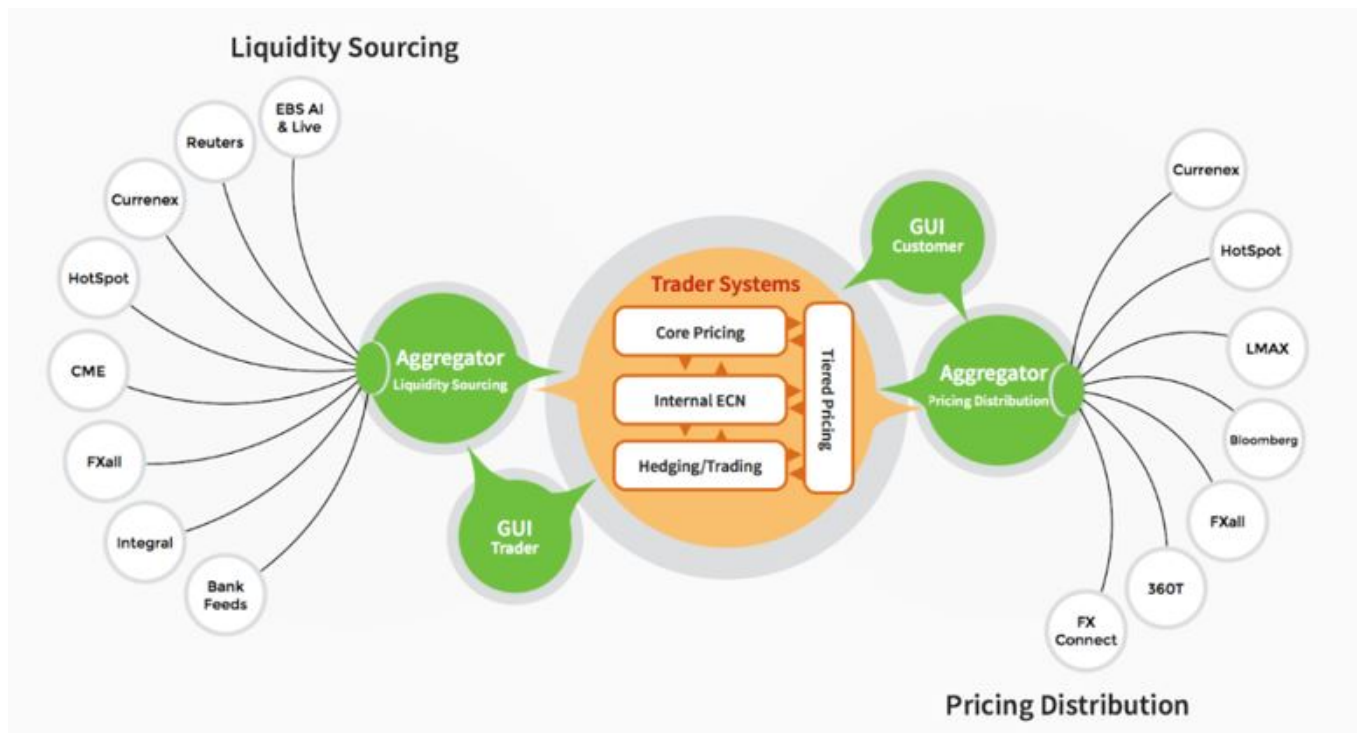 Liquidity Sourcing
EBS AI
& Live
Reuters
Currenex
HotSpot
CME
FXall
Integral
Bank
Feeds
Aggregator
Liquidity Sourcing
GUI
Trader
Trader Systems
Core Pricing
Internal ECN
Hedging/Trading
Tiered Pricing
GUI
Customer
Aggregator
Pricing Distribution
Currenex
HotSpot
LMAX
Bloomberg
FXall
360T
FX
Connect
Pricing Distribution